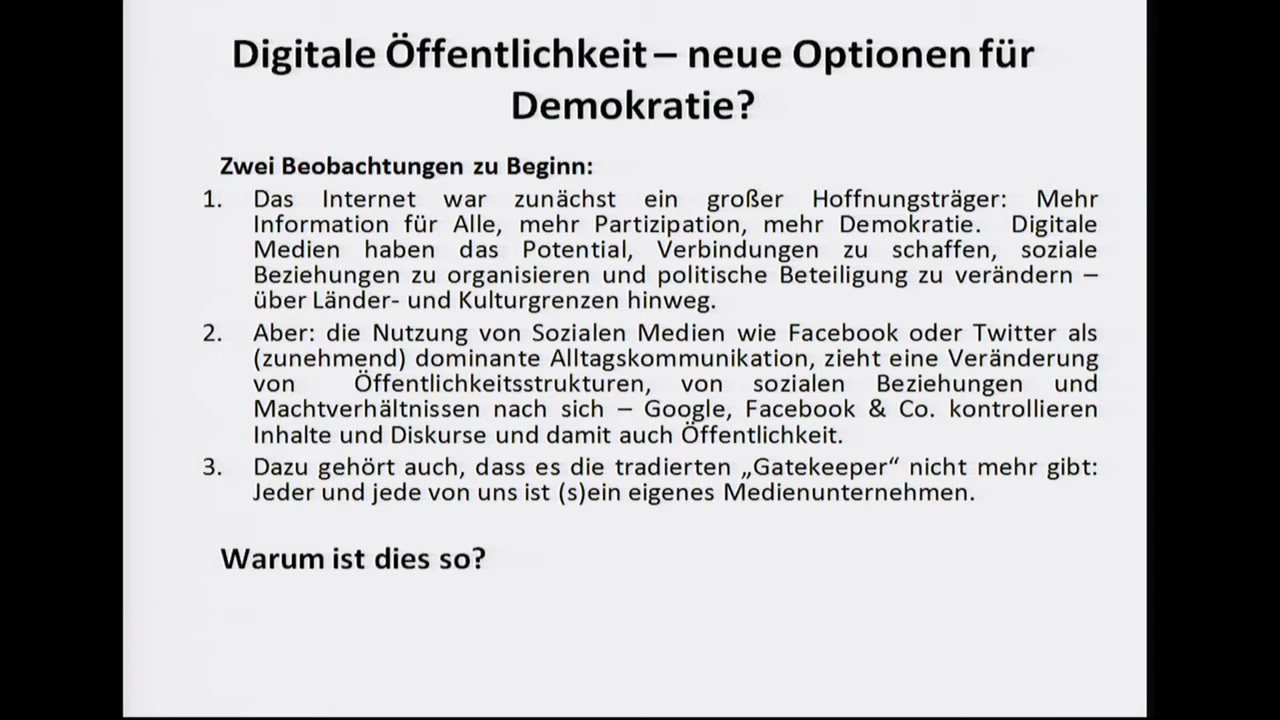 Digitale Öffentlichkeit – neue Optionen für
Demokratie?
Zwei Beobachtungen zu Beginn:
1. Das Internet war zunächst ein großer Hoffnungsträger: Mehr
Information für Alle, mehr Partizipation, mehr Demokratie. Digitale
Medien haben das Potential, Verbindungen zu schaffen, soziale
Beziehungen zu organisieren und politische Beteiligung zu verändern –
über Länder- und Kulturgrenzen hinweg.
2. Aber: die Nutzung von Sozialen Medien wie Facebook oder Twitter als
(zunehmend) dominante Alltagskommunikation, zieht eine Veränderung
von Öffentlichkeitsstrukturen, von sozialen Beziehungen und
Machtverhältnissen nach sich – Google, Facebook & Co. kontrollieren
Inhalte und Diskurse und damit auch Öffentlichkeit.
3. Dazu gehört auch, dass es die tradierten „Gatekeeper“ nicht mehr gibt:
Jeder und jede von uns ist (s)ein eigenes Medienunternehmen.
Warum ist dies so?